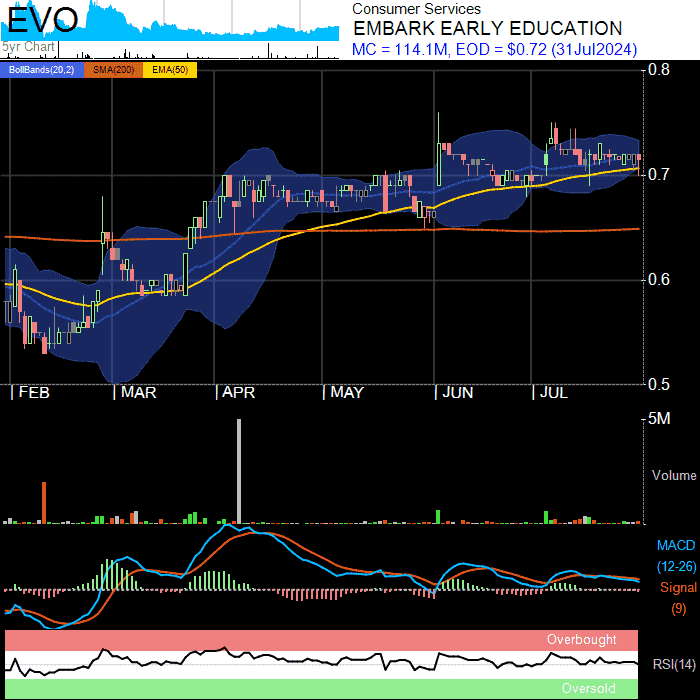 EVO
5yr Chart
Consumer Services
EMBARK EARLY EDUCATION
MC = 114.1M, EOD = $0.72 (31Jul2024)
BollBands(20,2) SMA(200) EMA(50)
0.8
0.7
0.6
0.5
FEB MAR APR MAY JUN JUL
5M
Volume
MACD
(12-26)
Signal
(9)
Overbought
RSI(14)
Oversold